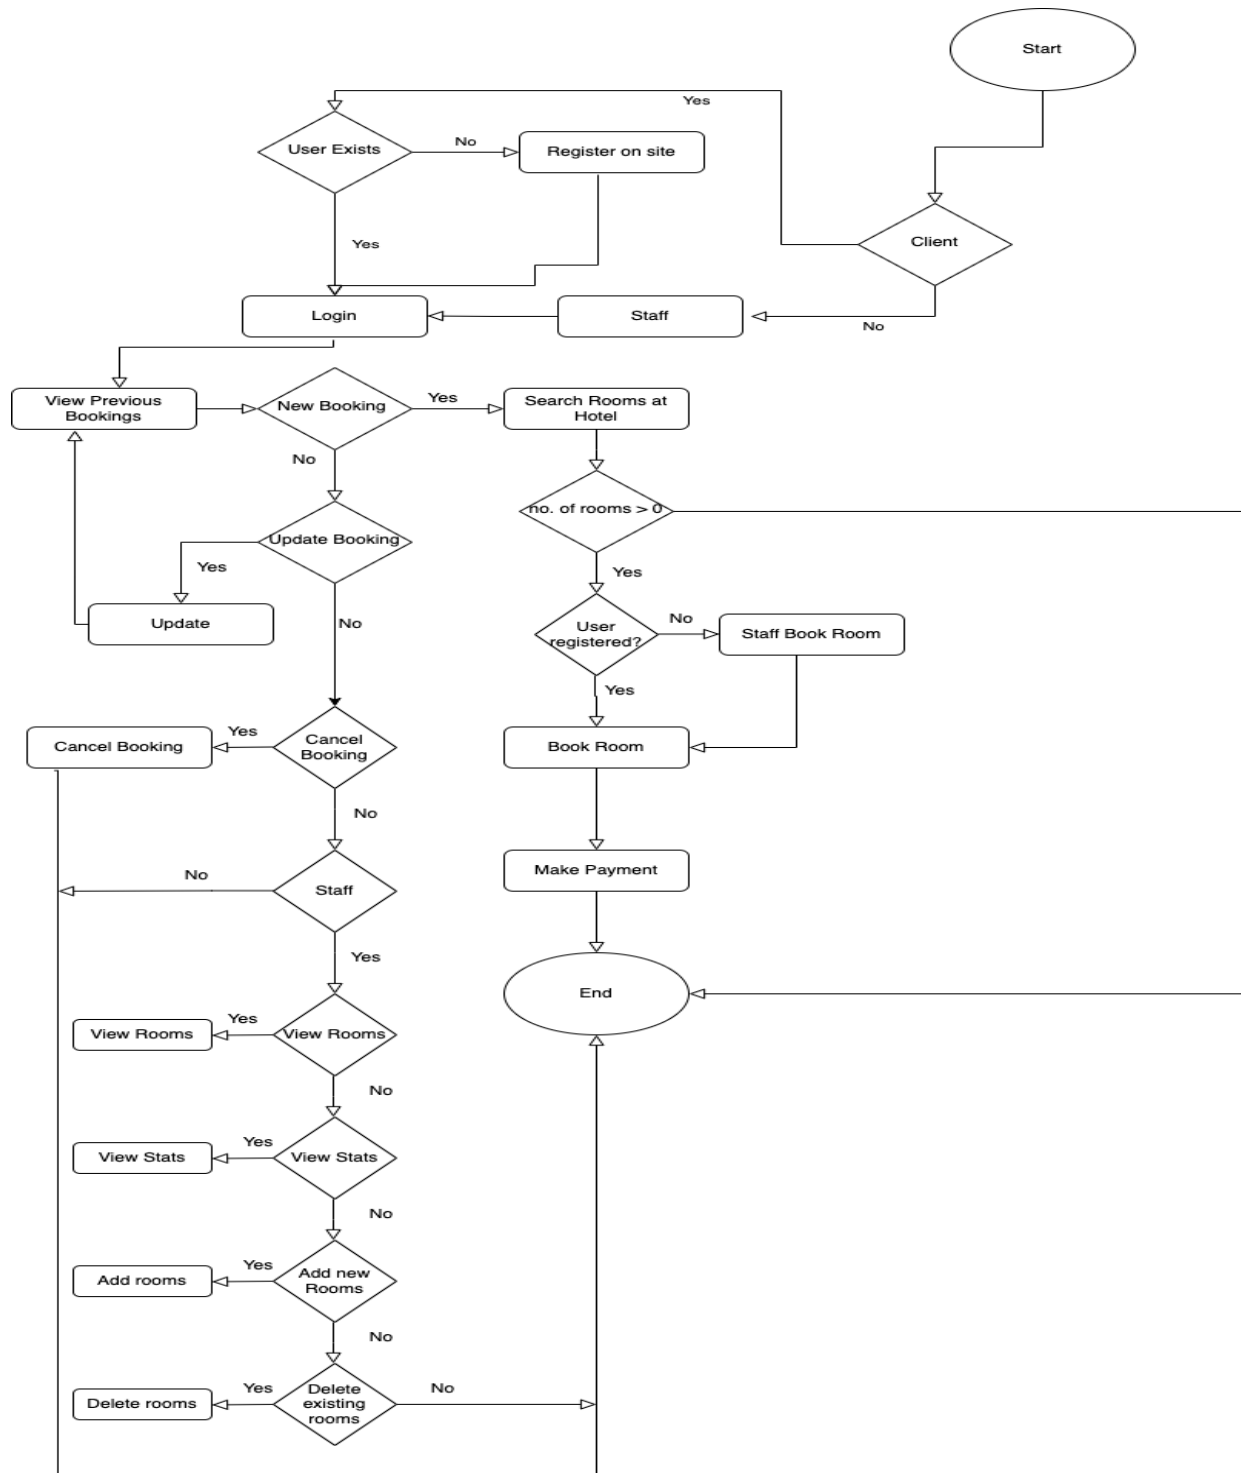 Start
Yes
User Exists
No
Register on site
Client
Yes
Login
Staff
No
View Previous
Bookings
New Booking
Yes
Search Rooms at
Hotel
No
no. of rooms > 0
Update Booking
Yes
Yes
Update
No
User
registered?
No
Staff Book Room
Yes
Cancel Booking
Yes
Cancel
Booking
Book Room
No
Make Payment
No
Staff
Yes
End
View Rooms
Yes
View Rooms
No
View Stats
Yes
View Stats
No
Add rooms
Yes
Add new
Rooms
No
Delete rooms
Yes
Delete
existing
rooms
No